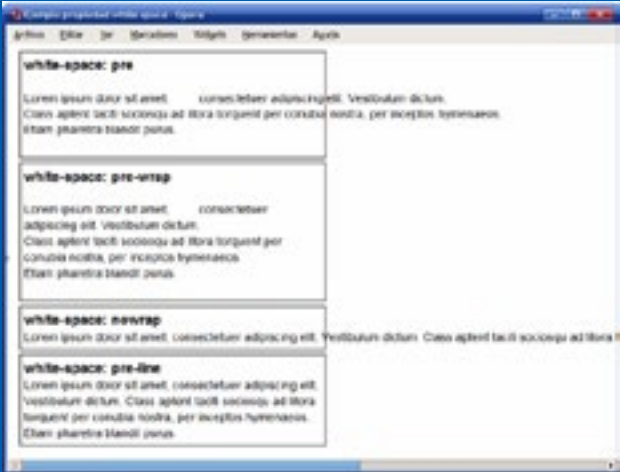 Ejemplo propiedad white-space - Opera
Archivo Editar Ver Marcadores Widgets Herramientas Ayuda
white-space: pre
Lorem ipsum dolor sit amet, consectetuer adipiscing elit. Vestibulum dictum.
Class aptent taciti sociosqu ad litora torquent per conubia nostra, per inceptos hymenaeos.
Etiam pharetra blandit purus.
white-space: pre-wrap
Lorem ipsum dolor sit amet, consectetuer
adipiscing elit. Vestibulum dictum.
Class aptent taciti sociosqu ad litora torquent per
conubia nostra, per inceptos hymenaeos.
Etiam pharetra blandit purus.
white-space: nowrap
Lorem ipsum dolor sit amet, consectetuer adipiscing elit. Vestibulum dictum. Class aptent taciti sociosqu ad litora
white-space: pre-line
Lorem ipsum dolor sit amet, consectetuer adipiscing elit.
Vestibulum dictum. Class aptent taciti sociosqu ad litora
torquent per conubia nostra, per inceptos hymenaeos.
Etiam pharetra blandit purus.